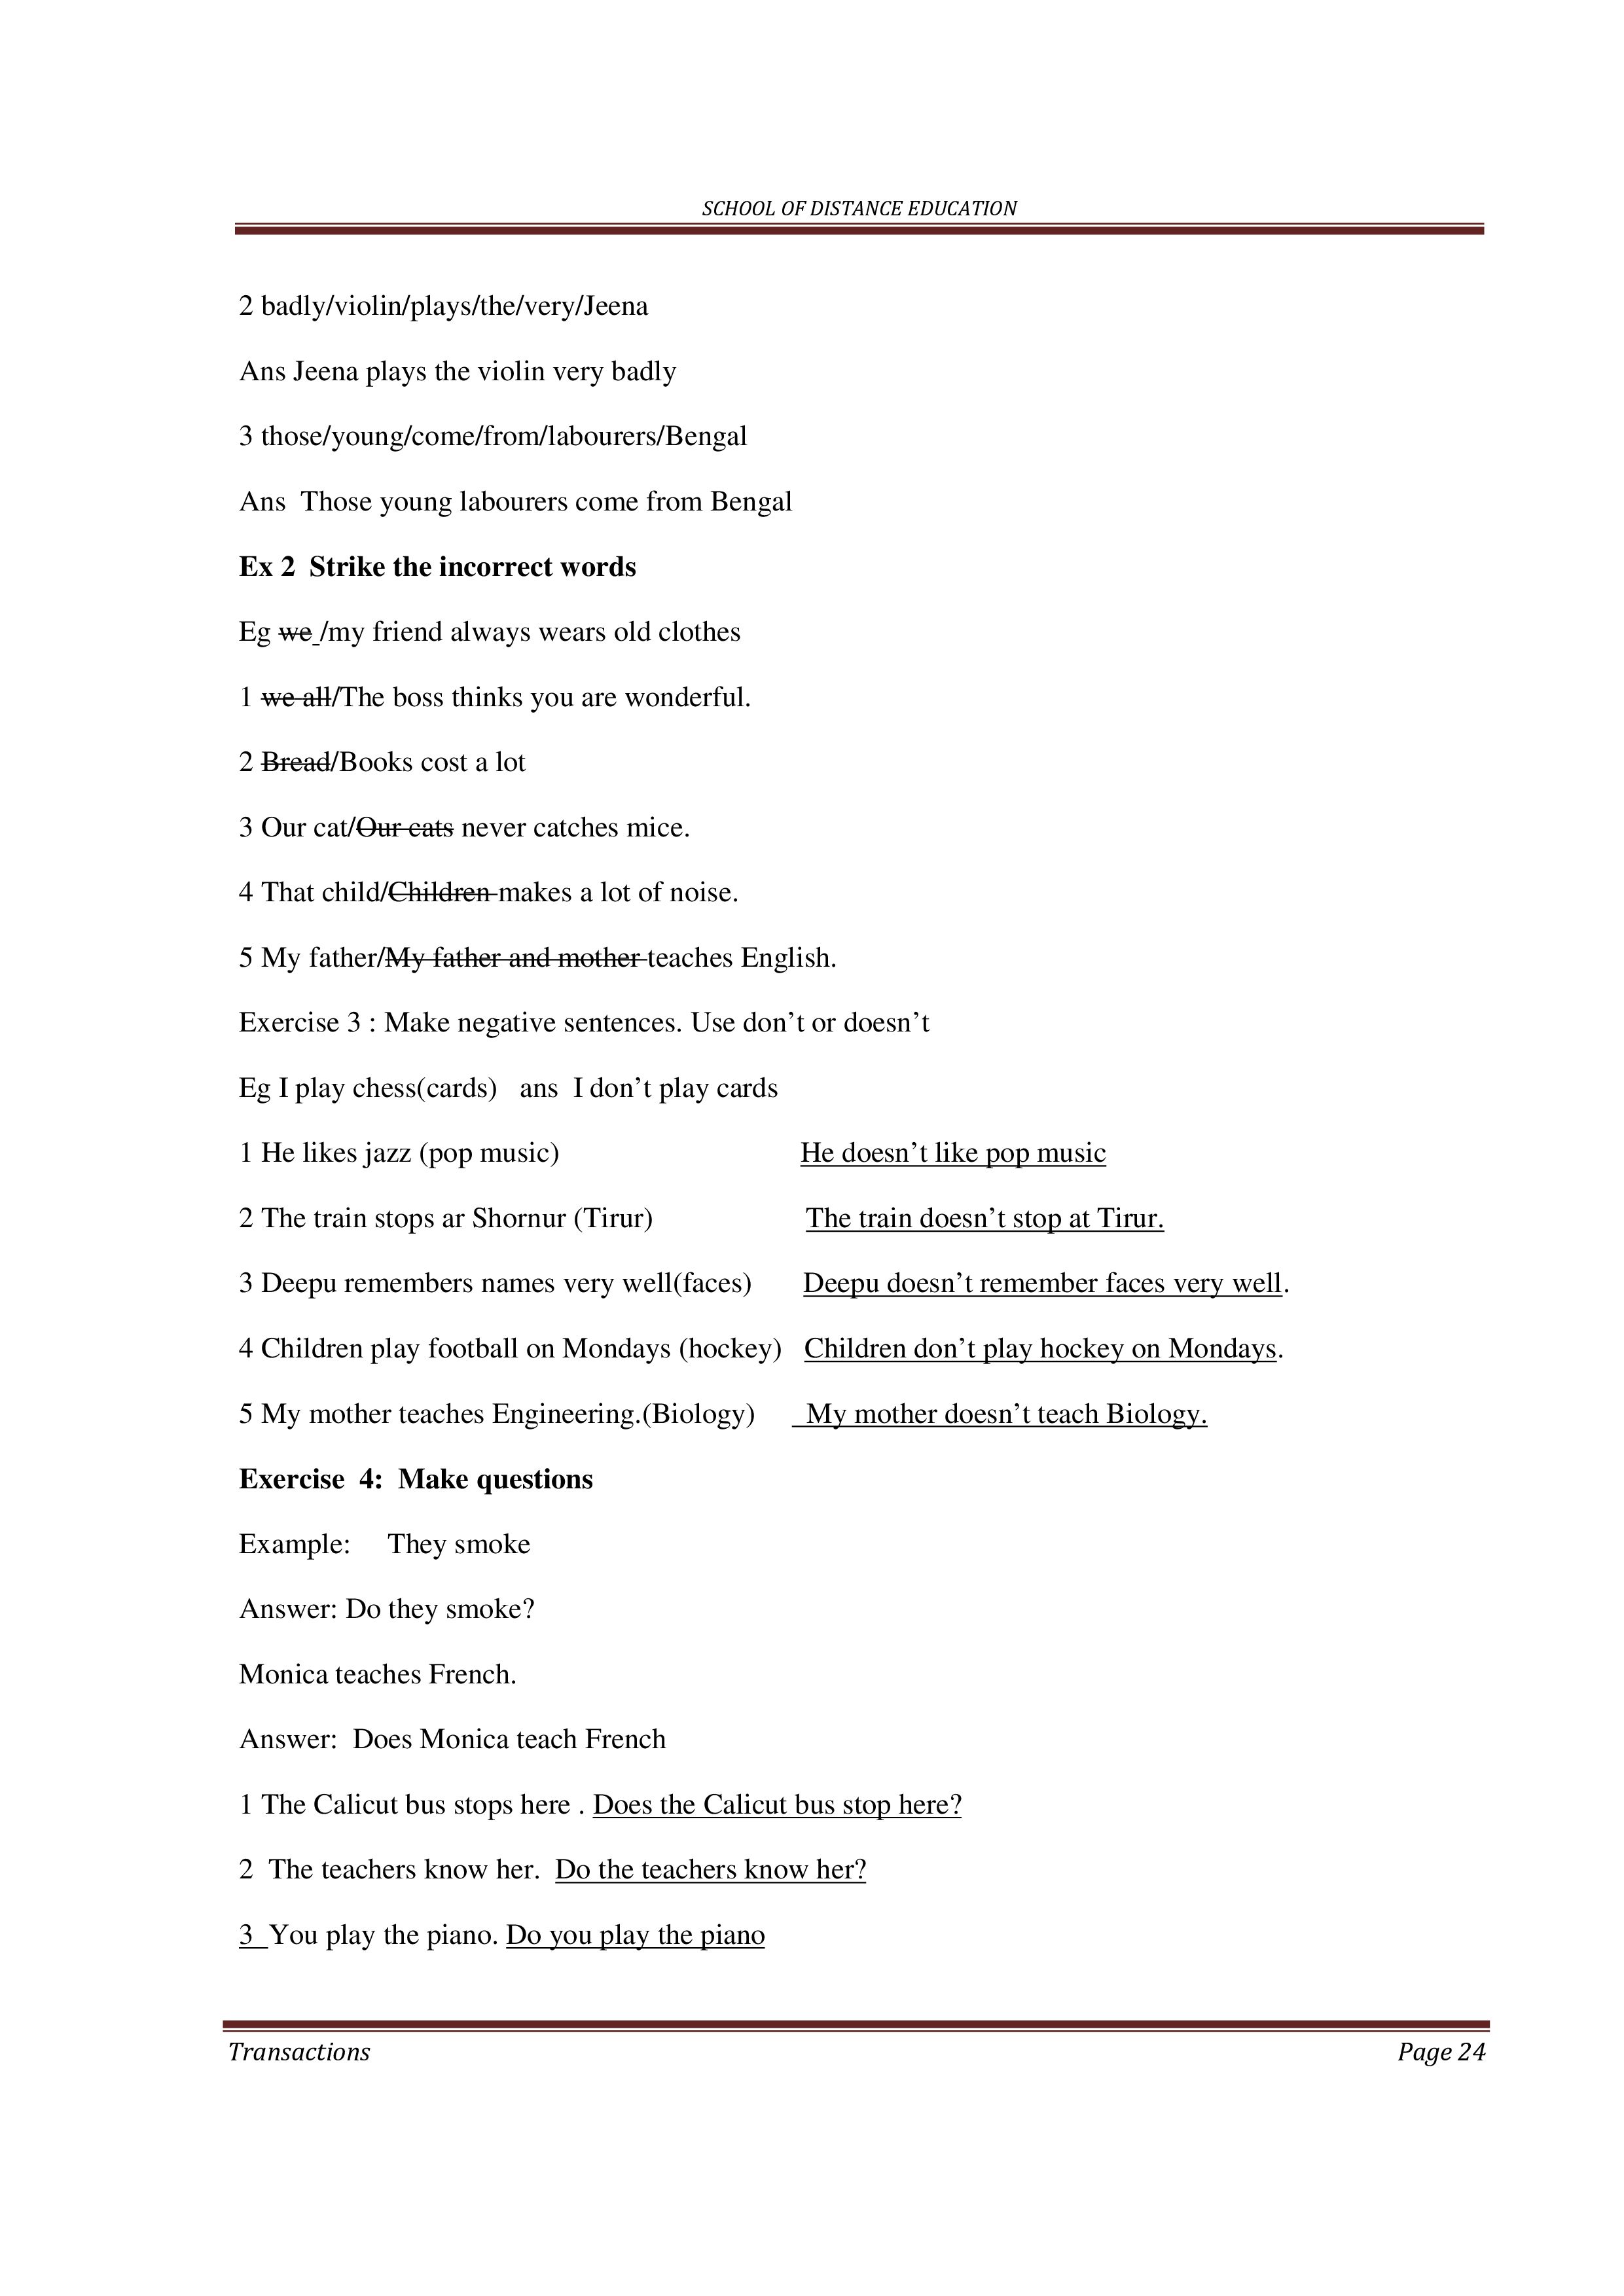 SCHOOL OF DISTANCE EDUCATION
2 badly/violin/plays/the/very/Jeena
Ans Jeena plays the violin very badly
3 those/young/come/from/labourers/Bengal
Ans  Those young labourers come from Bengal
Ex 2  Strike the incorrect words
Eg we /my friend always wears old clothes
1 we all/The boss thinks you are wonderful.
2 Bread/Books cost a lot
3 Our cat/Our cats never catches mice.
4 That child/Children makes a lot of noise.
5 My father/My father and mother teaches English.
Exercise 3 : Make negative sentences. Use don’t or doesn’t
Eg I play chess(cards)   ans  I don’t play cards
1 He likes jazz (pop music) He doesn’t like pop music
2 The train stops ar Shornur (Tirur) The train doesn’t stop at Tirur.
3 Deepu remembers names very well(faces) Deepu doesn’t remember faces very well.
4 Children play football on Mondays (hockey) Children don’t play hockey on Mondays.
5 My mother teaches Engineering.(Biology) My mother doesn’t teach Biology.
Exercise  4:  Make questions
Example: They smoke
Answer: Do they smoke?
Monica teaches French.
Answer:  Does Monica teach French
1 The Calicut bus stops here . Does the Calicut bus stop here?
2  The teachers know her.  Do the teachers know her?
3  You play the piano. Do you play the piano
Transactions Page 24